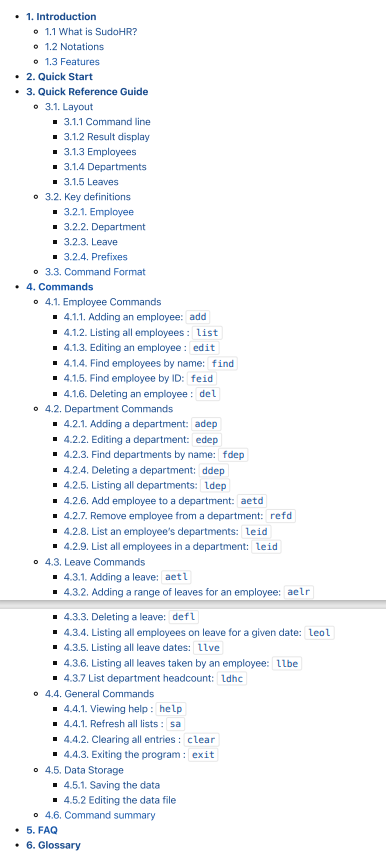 1. Introduction
1.1 What is SudoHR?
1.2 Notations
1.3 Features
2. Quick Start
3. Quick Reference Guide
3.1. Layout
3.1.1 Command line
3.1.2 Result display
3.1.3 Employees
3.1.4 Departments
3.1.5 Leaves
3.2. Key definitions
3.2.1. Employee
3.2.2. Department
3.2.3. Leave
3.2.4. Prefixes
3.3. Command Format
4. Commands
4.1. Employee Commands
4.1.1. Adding an employee: add
4.1.2. Listing all employees : list
4.1.3. Editing an employee : edit
4.1.4. Find employees by name: find
4.1.5. Find employee by ID: feid
4.1.6. Deleting an employee : del
4.2. Department Commands
4.2.1. Adding a department: adep
4.2.2. Editing a department: edep
4.2.3. Find departments by name: fdep
4.2.4. Deleting a department: ddep
4.2.5. Listing all departments: ldep
4.2.6. Add employee to a department: aetd
4.2.7. Remove employee from a department: refd
4.2.8. List an employee's departments: leid
4.2.9. List all employees in a department: leid
4.3. Leave Commands
4.3.1. Adding a leave: aetl
4.3.2. Adding a range of leaves for an employee: aelr
4.3.3. Deleting a leave: defl
4.3.4. Listing all employees on leave for a given date: leol
4.3.5. Listing all leave dates: llve
4.3.6. Listing all leaves taken by an employee: llbe
4.3.7 List department headcount: ldhc
4.4. General Commands
4.4.1. Viewing help : help
4.4.1. Refresh all lists : sa
4.4.2. Clearing all entries : clear
4.4.3. Exiting the program : exit
4.5. Data Storage
4.5.1. Saving the data
4.5.2 Editing the data file
4.6. Command summary
5. FAQ
6. Glossary